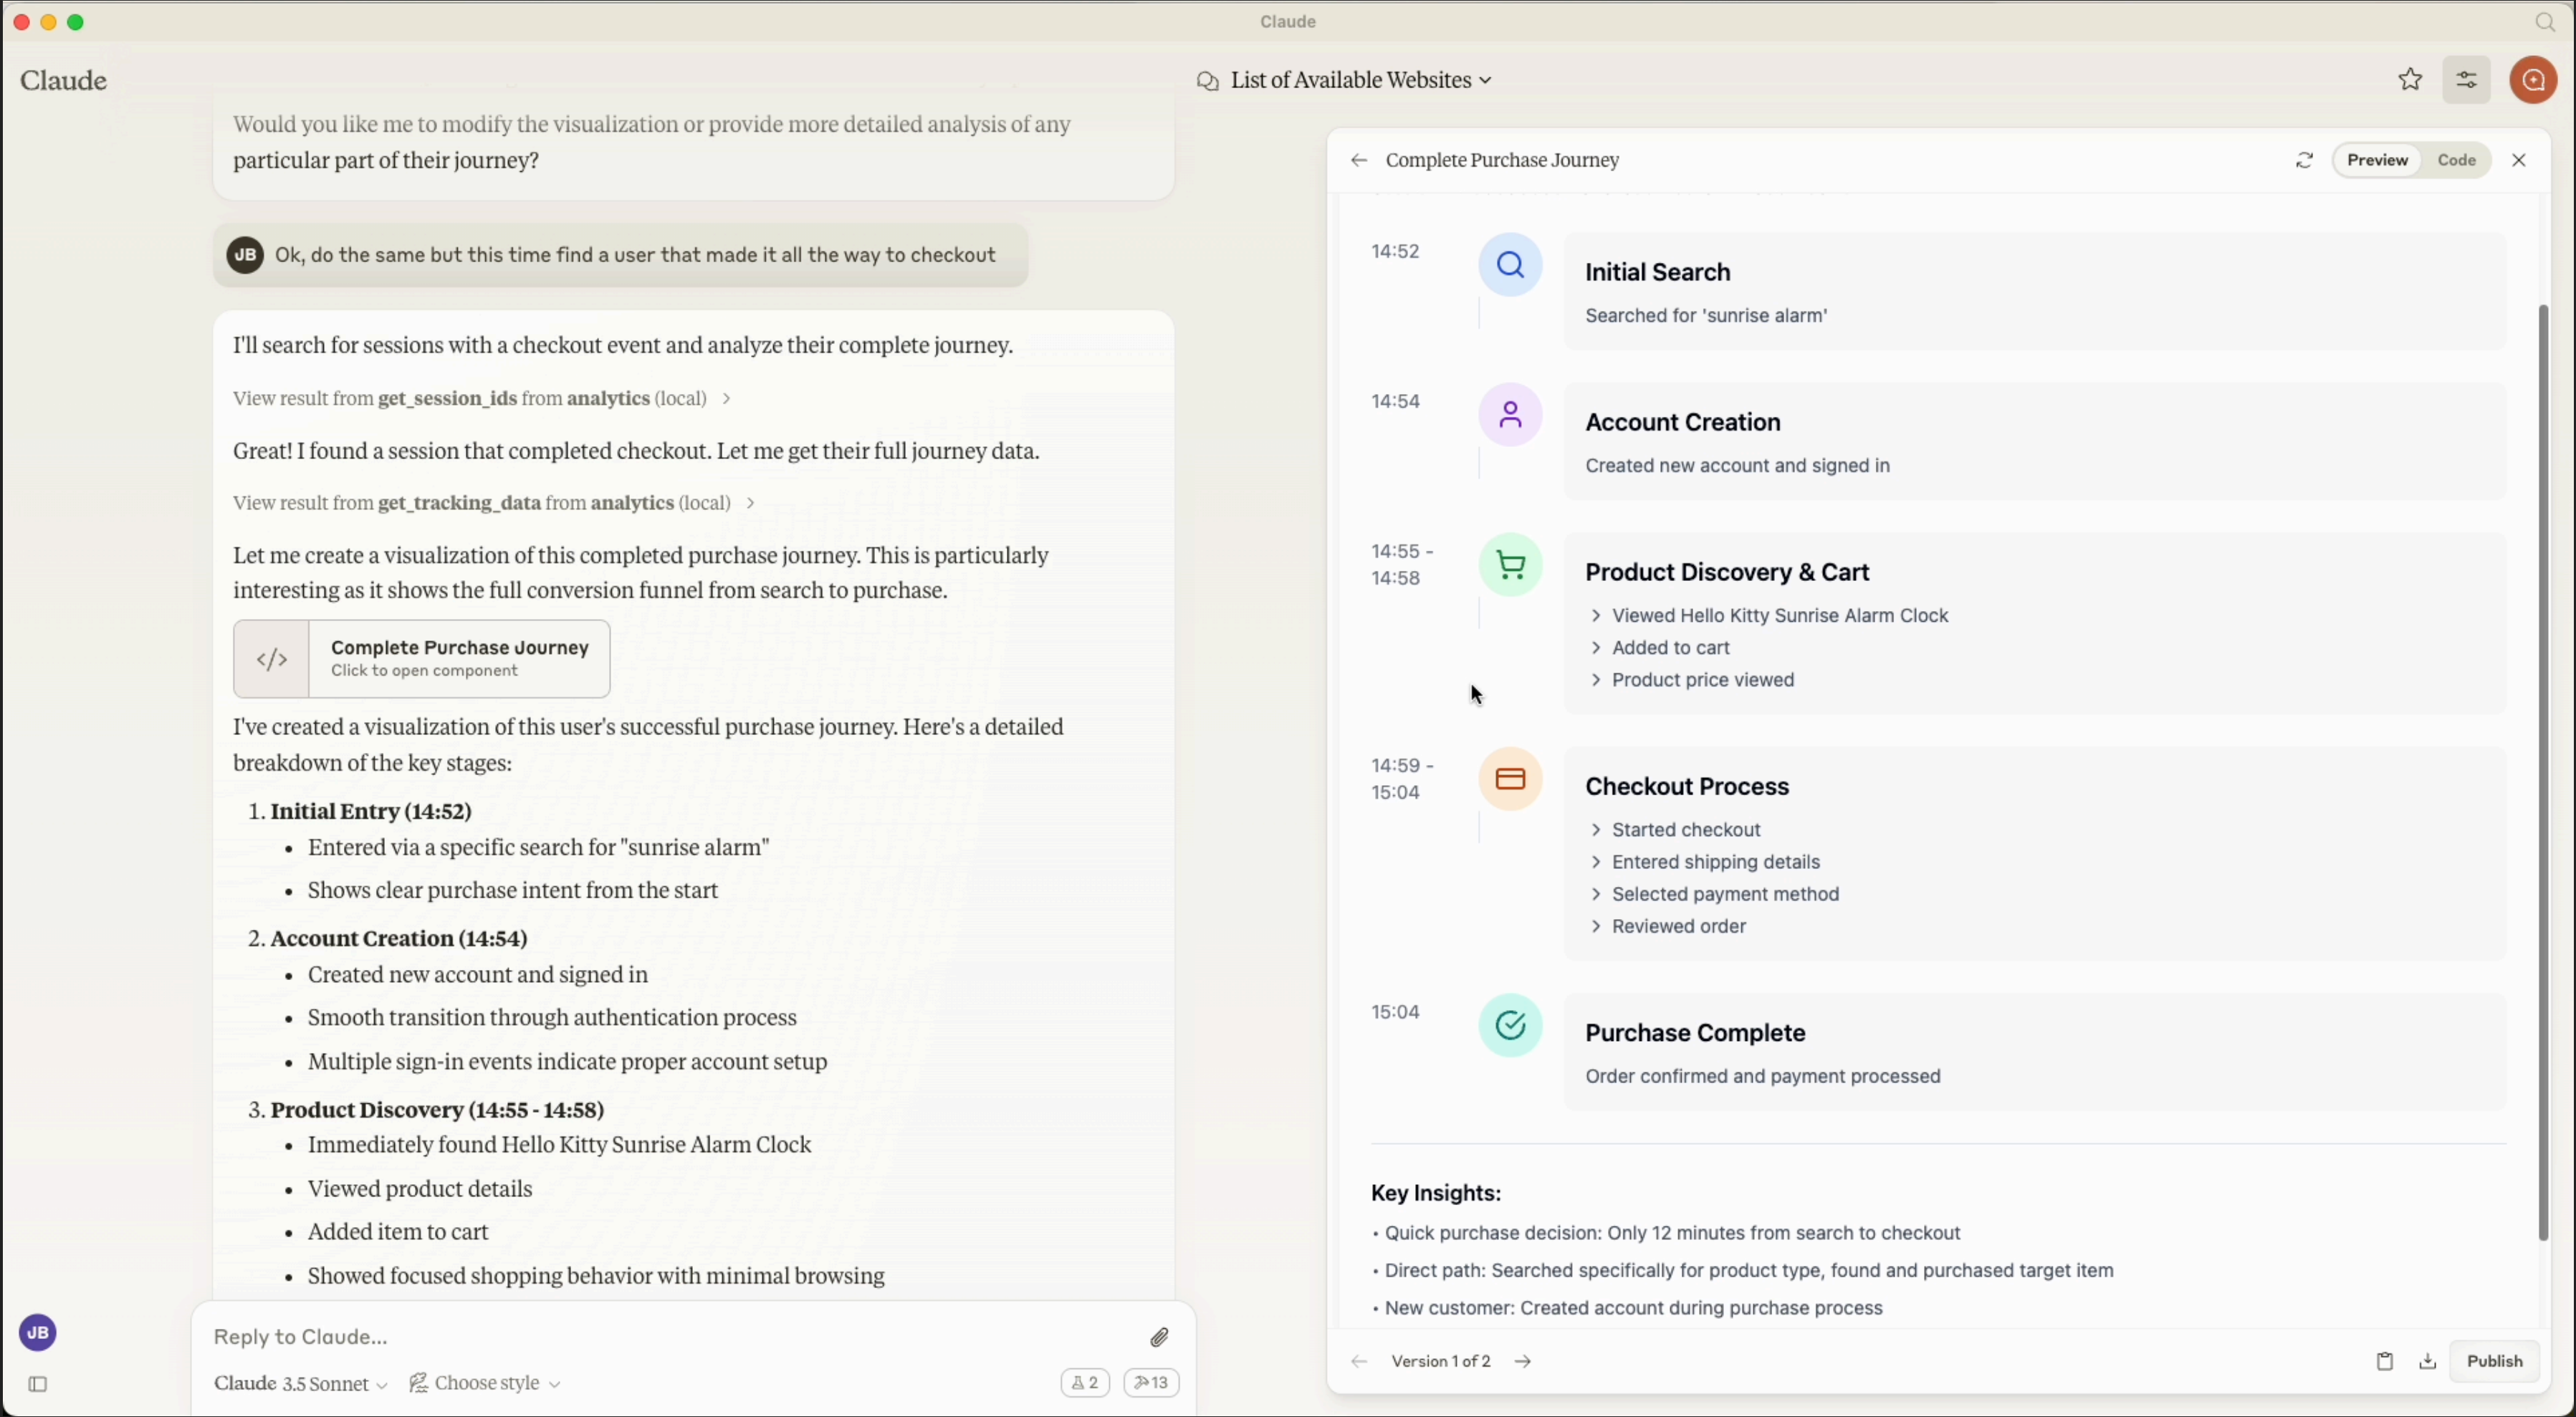 Claude
Claude
List of Available Websites
Would you like me to modify the visualization or provide more detailed analysis of any
particular part of their journey?
JB Ok, do the same but this time find a user that made it all the way to checkout
I'll search for sessions with a checkout event and analyze their complete journey.
View result from get_session_ids from analytics (local)
Great! I found a session that completed checkout. Let me get their full journey data.
View result from get_tracking_data from analytics (local)
Let me create a visualization of this completed purchase journey. This is particularly
interesting as it shows the full conversion funnel from search to purchase.
</> Complete Purchase Journey
Click to open component
I've created a visualization of this user's successful purchase journey. Here's a detailed
breakdown of the key stages:
1. Initial Entry (14:52)
• Entered via a specific search for "sunrise alarm"
• Shows clear purchase intent from the start
2. Account Creation (14:54)
• Created new account and signed in
• Smooth transition through authentication process
• Multiple sign-in events indicate proper account setup
3. Product Discovery (14:55 - 14:58)
• Immediately found Hello Kitty Sunrise Alarm Clock
• Viewed product details
• Added item to cart
• Showed focused shopping behavior with minimal browsing
JB
Reply to Claude...
Claude 3.5 Sonnet
Choose style
2
13
Complete Purchase Journey
Preview
Code
14:52
Initial Search
Searched for 'sunrise alarm'
14:54
Account Creation
Created new account and signed in
14:55 -
14:58
Product Discovery & Cart
Viewed Hello Kitty Sunrise Alarm Clock
Added to cart
Product price viewed
14:59 -
15:04
Checkout Process
Started checkout
Entered shipping details
Selected payment method
Reviewed order
15:04
Purchase Complete
Order confirmed and payment processed
Key Insights:
• Quick purchase decision: Only 12 minutes from search to checkout
• Direct path: Searched specifically for product type, found and purchased target item
• New customer: Created account during purchase process
Version 1 of 2
Publish